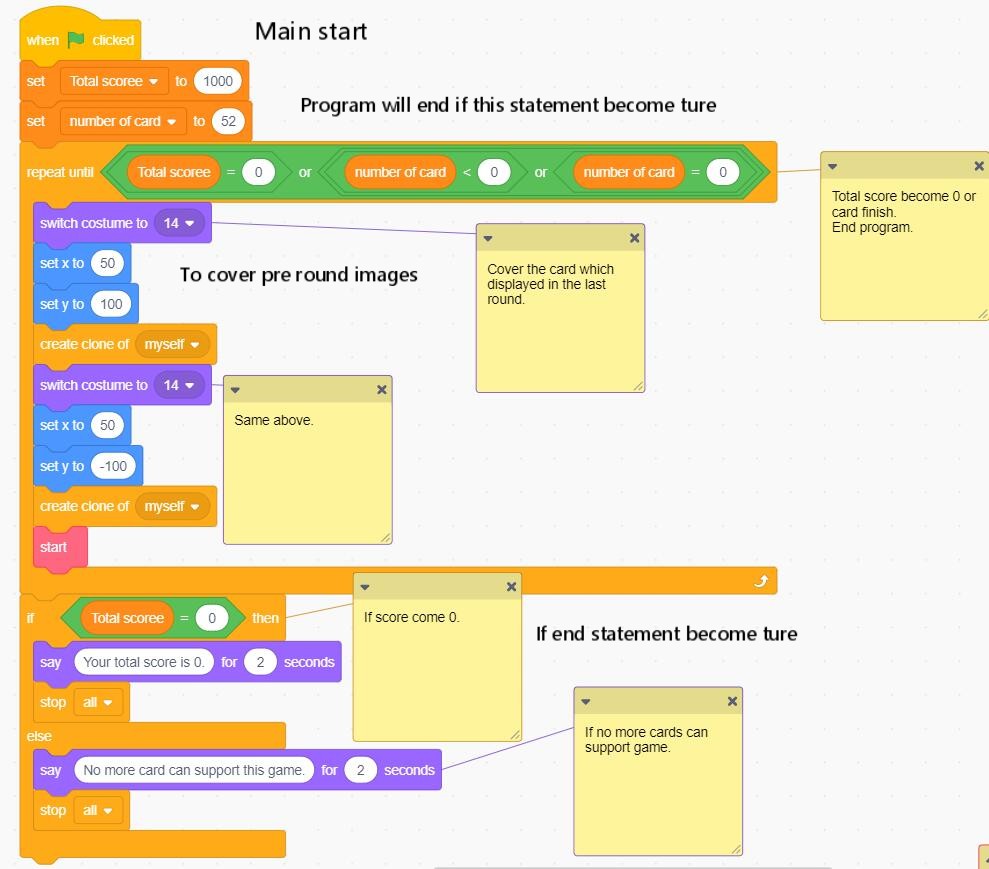 Main start
when clicked
set Total scoree to 1000
Program will end if this statement become ture
set number of card to 52
repeat until Total scoree = 0 or number of card < 0 or number of card = 0
Total score become 0 or
card finish.
End program.
switch costume to 14
Cover the card which
displayed in the last
round.
set x to 50
To cover pre round images
set y to 100
create clone of myself
switch costume to 14
Same above.
set x to 50
set y to -100
create clone of myself
start
if Total scoree = 0 then
If score come 0.
If end statement become ture
say Your total score is 0. for 2 seconds
stop all
else
If no more cards can
support game.
say No more card can support this game. for 2 seconds
stop all